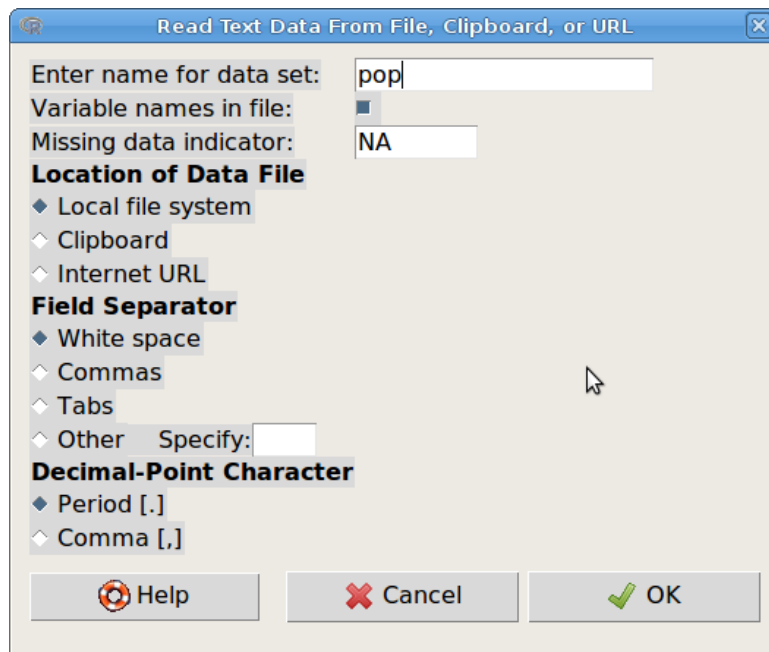 Read Text Data From File, Clipboard, or URL
Enter name for data set: pop
Variable names in file:
Missing data indicator: NA
Location of Data File
Local file system
Clipboard
Internet URL
Field Separator
White space
Commas
Tabs
Other Specify:
Decimal-Point Character
Period [.]
Comma [,]
Help Cancel OK